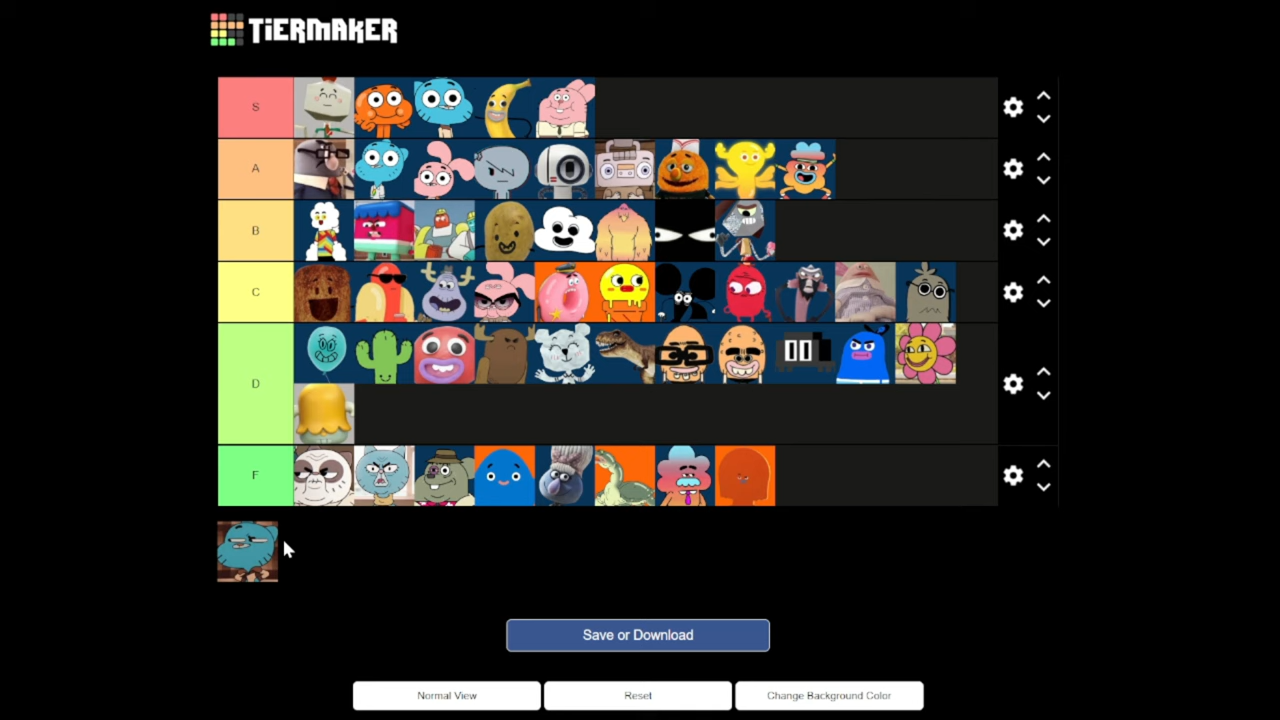 TiERMAKER
S
A
B
C
D
F
Save or Download
Normal View
Reset
Change Background Color